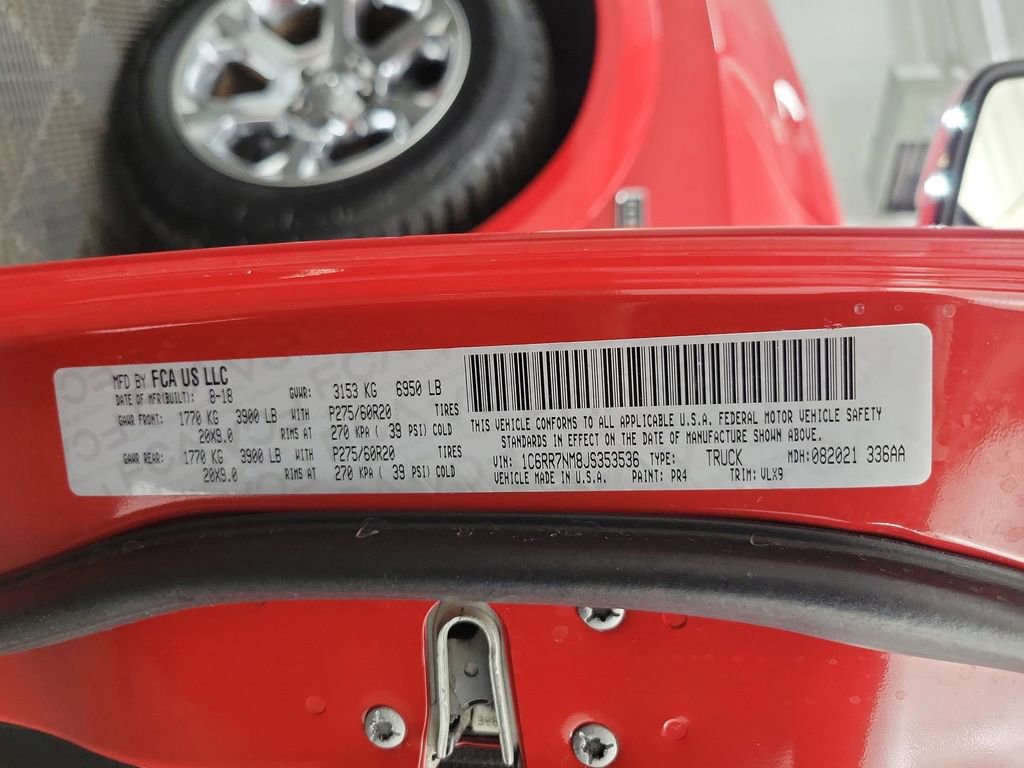 MFD BY FCA US LLC
DATE OF MFR(BUILT): 8-18 GVWR: 3153 KG 6950 LB
GAWR FRONT: 1770 KG 3900 LB WITH P275/60R20 TIRES
20X9.0 RIMS AT 270 KPA ( 39 PSI) COLD
GAWR REAR: 1770 KG 3900 LB WITH P275/60R20 TIRES
20X9.0 RIMS AT 270 KPA ( 39 PSI) COLD
THIS VEHICLE CONFORMS TO ALL APPLICABLE U.S.A. FEDERAL MOTOR VEHICLE SAFETY
STANDARDS IN EFFECT ON THE DATE OF MANUFACTURE SHOWN ABOVE.
VIN: 1C6RR7NM8JS353536 TYPE: TRUCK MDH: 082021 336AA
VEHICLE MADE IN U.S.A. PAINT: PR4 TRIM: VLX9